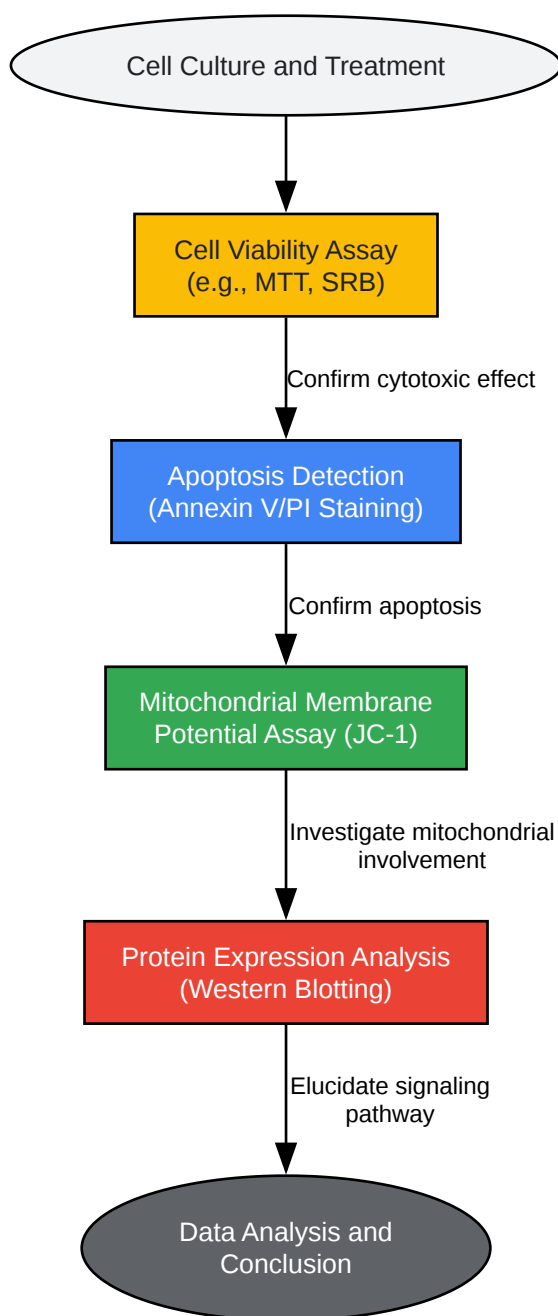 Cell Culture and Treatment
Cell Viability Assay
(e.g., MTT, SRB)
Confirm cytotoxic effect
Apoptosis Detection
(Annexin V/PI Staining)
Confirm apoptosis
Mitochondrial Membrane
Potential Assay (JC-1)
Investigate mitochondrial
involvement
Protein Expression Analysis
(Western Blotting)
Elucidate signaling
pathway
Data Analysis and
Conclusion